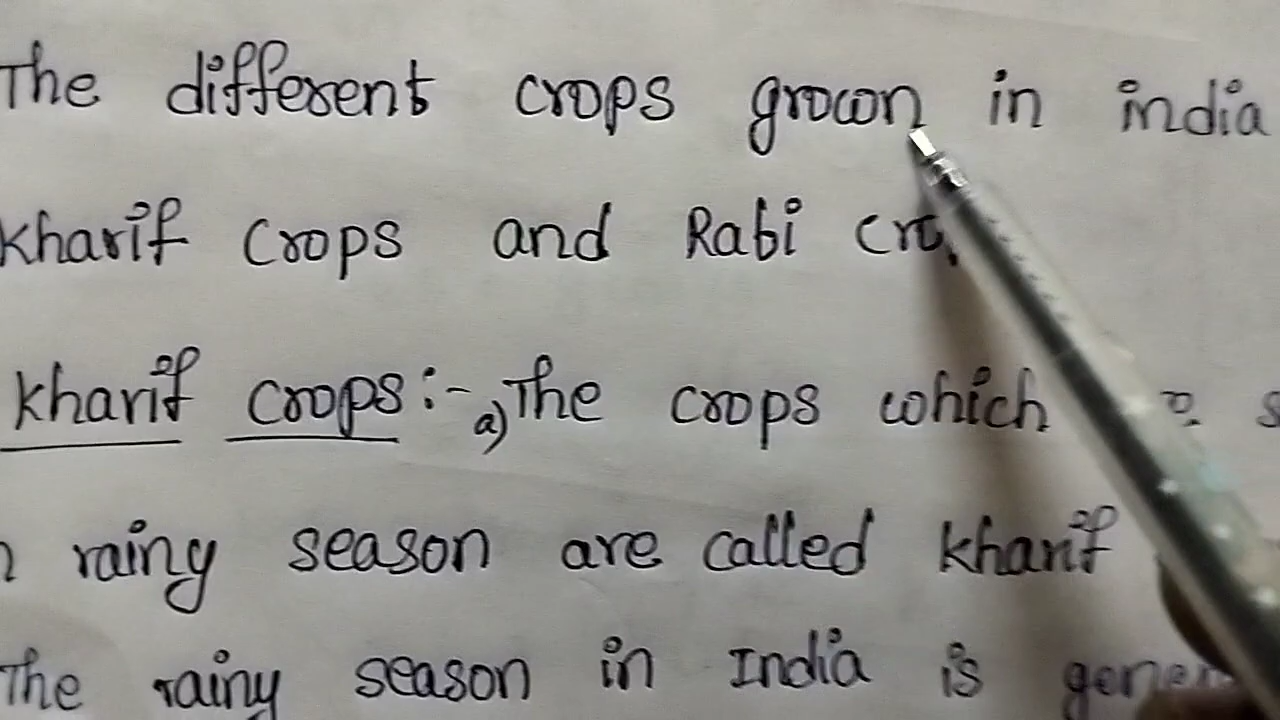 The different crops grown in india
Kharif Crops and Rabi
Kharif crops:- a) The crops which
rainy season are called kharif
The rainy season in India is